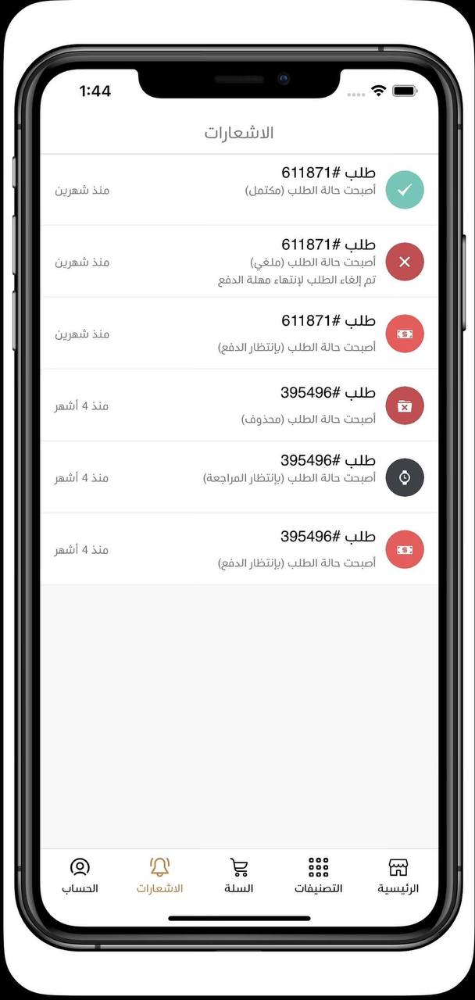 1:44
الاشعارات
طلب #611871
أصبحت حالة الطلب (مكتمل)
منذ شهرين
طلب #611871
أصبحت حالة الطلب (ملغي)
تم إلغاء الطلب لإنتهاء مهلة الدفع
منذ شهرين
طلب #611871
أصبحت حالة الطلب (بإنتظار الدفع)
منذ شهرين
طلب #395496
أصبحت حالة الطلب (محذوف)
منذ 4 أشهر
طلب #395496
أصبحت حالة الطلب (بإنتظار المراجعة)
منذ 4 أشهر
طلب #395496
أصبحت حالة الطلب (بإنتظار الدفع)
منذ 4 أشهر
الرئيسية
التصنيفات
السلة
الاشعارات
الحساب